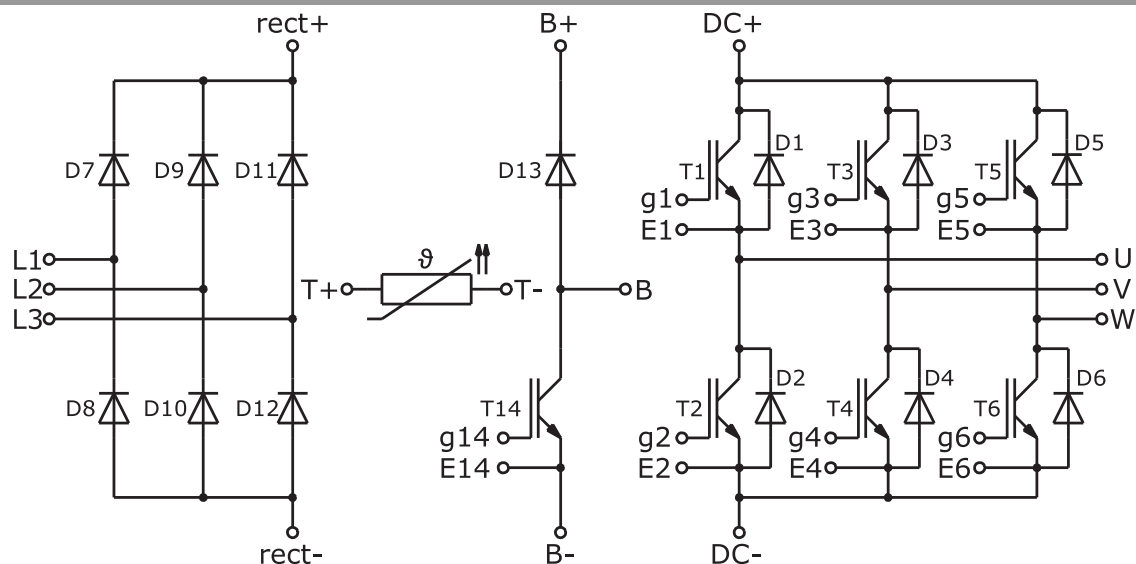 rect+ B+ DC+
D7 D9 D11 D13 T1 D1 T3 D3 T5 D5
g1 g3 g5
E1 E3 E5
L1 ϑ U
L2 T+ T- B V
L3 W
D8 D10 D12 T14 T2 D2 T4 D4 T6 D6
g14 g2 g4 g6
E14 E2 E4 E6
rect- B- DC-